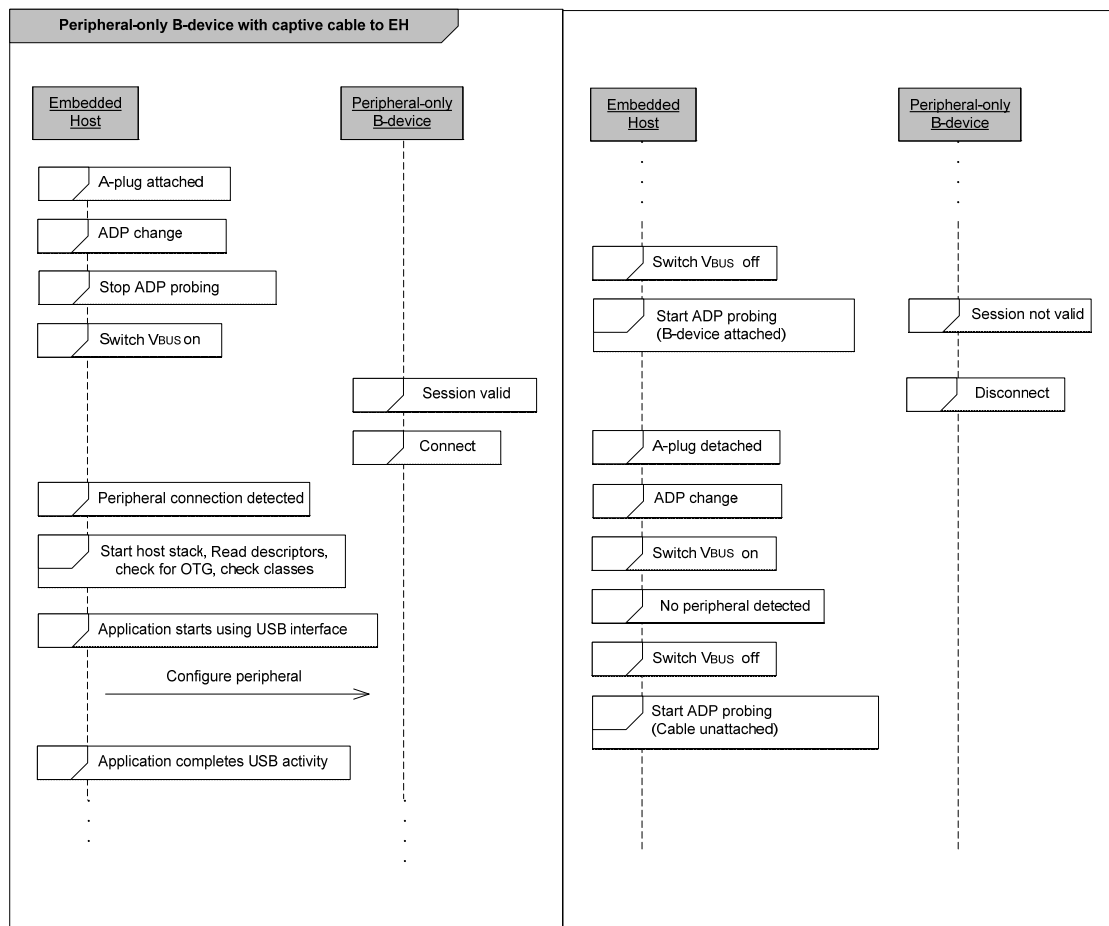 Peripheral-only B-device with captive cable to EH
Embedded
Host
Peripheral-only
B-device
A-plug attached
ADP change
Stop ADP probing
Switch VBUS on
Session valid
Connect
Peripheral connection detected
Start host stack, Read descriptors,
check for OTG, check classes
Application starts using USB interface
Configure peripheral
Application completes USB activity
Embedded
Host
Peripheral-only
B-device
Switch VBUS off
Start ADP probing
(B-device attached)
Session not valid
Disconnect
A-plug detached
ADP change
Switch VBUS on
No peripheral detected
Switch VBUS off
Start ADP probing
(Cable unattached)